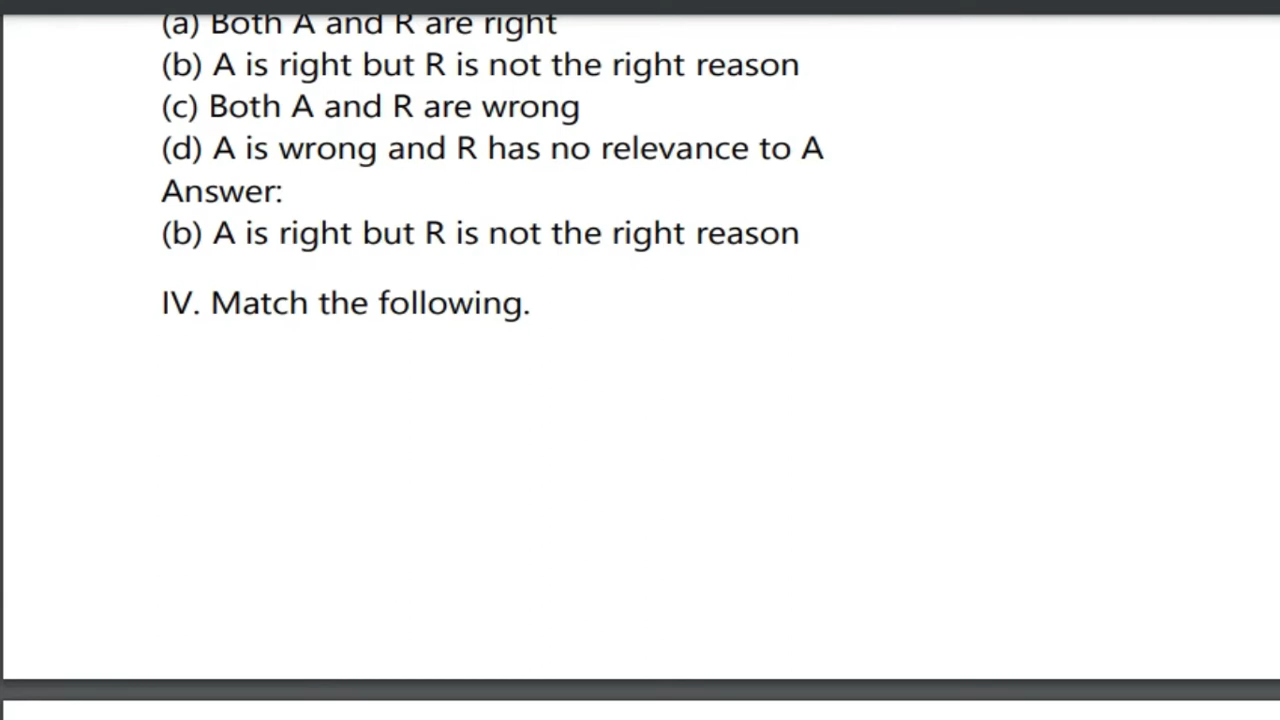 (a) Both A and R are right
(b) A is right but R is not the right reason
(c) Both A and R are wrong
(d) A is wrong and R has no relevance to A
Answer:
(b) A is right but R is not the right reason
IV. Match the following.